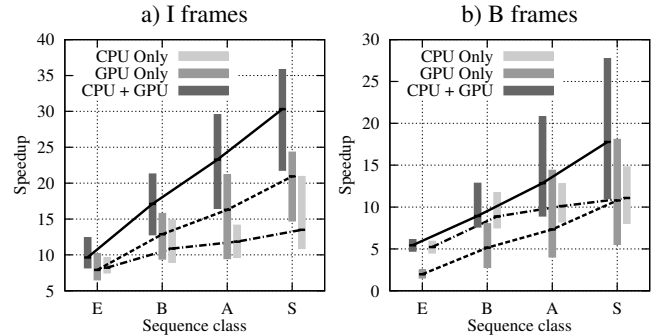 a) I frames
40
35
30
25
20
15
10
5
Speedup
CPU Only
GPU Only
CPU + GPU
E B A S
Sequence class
b) B frames
30
25
20
15
10
5
0
Speedup
CPU Only
GPU Only
CPU + GPU
E B A S
Sequence class